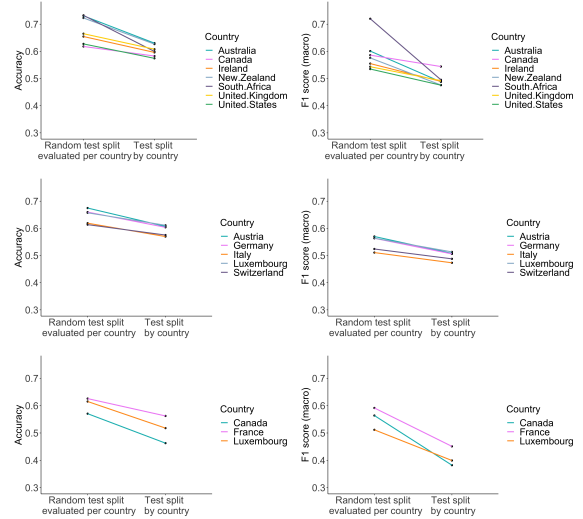 0.7
0.6
0.5
0.4
0.3
Accuracy
Random test split
evaluated per country
Test split
by country
Country
Australia
Canada
Ireland
New.Zealand
South.Africa
United.Kingdom
United.States
0.7
0.6
0.5
0.4
0.3
F1 score (macro)
Random test split
evaluated per country
Test split
by country
Country
Australia
Canada
Ireland
New.Zealand
South.Africa
United.Kingdom
United.States
0.7
0.6
0.5
0.4
0.3
Accuracy
Random test split
evaluated per country
Test split
by country
Country
Austria
Germany
Italy
Luxembourg
Switzerland
0.7
0.6
0.5
0.4
0.3
F1 score (macro)
Random test split
evaluated per country
Test split
by country
Country
Austria
Germany
Italy
Luxembourg
Switzerland
0.7
0.6
0.5
0.4
0.3
Accuracy
Random test split
evaluated per country
Test split
by country
Country
Canada
France
Luxembourg
0.7
0.6
0.5
0.4
0.3
F1 score (macro)
Random test split
evaluated per country
Test split
by country
Country
Canada
France
Luxembourg